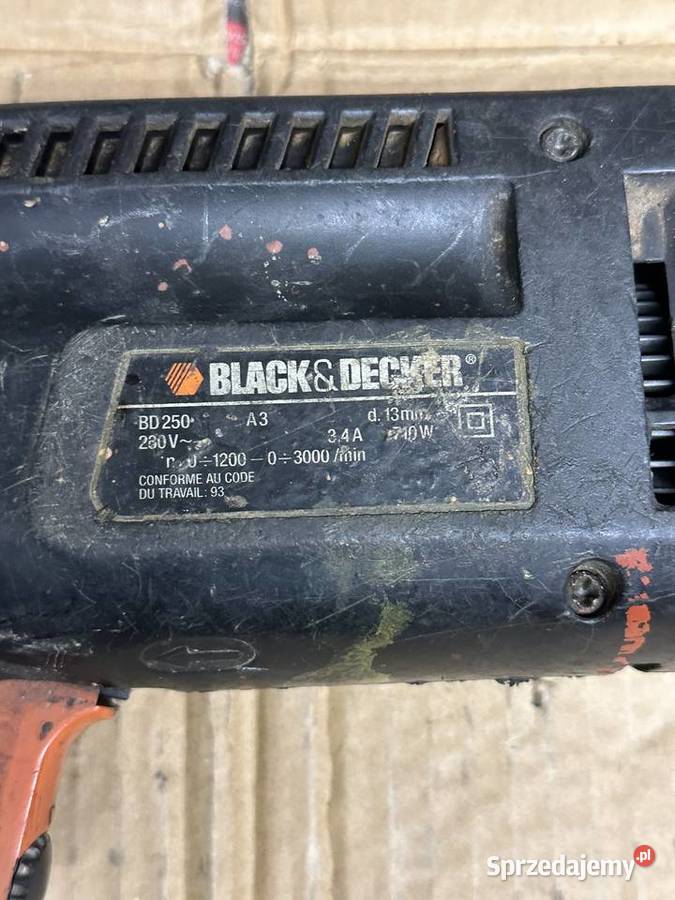 BLACK&DECKER®
BD250 A3 d. 13mm
230V~ 3,4A 710W
0÷1200-0÷3000 /min
CONFORME AU CODE
DU TRAVAIL: 93
Sprzedajemy.pl